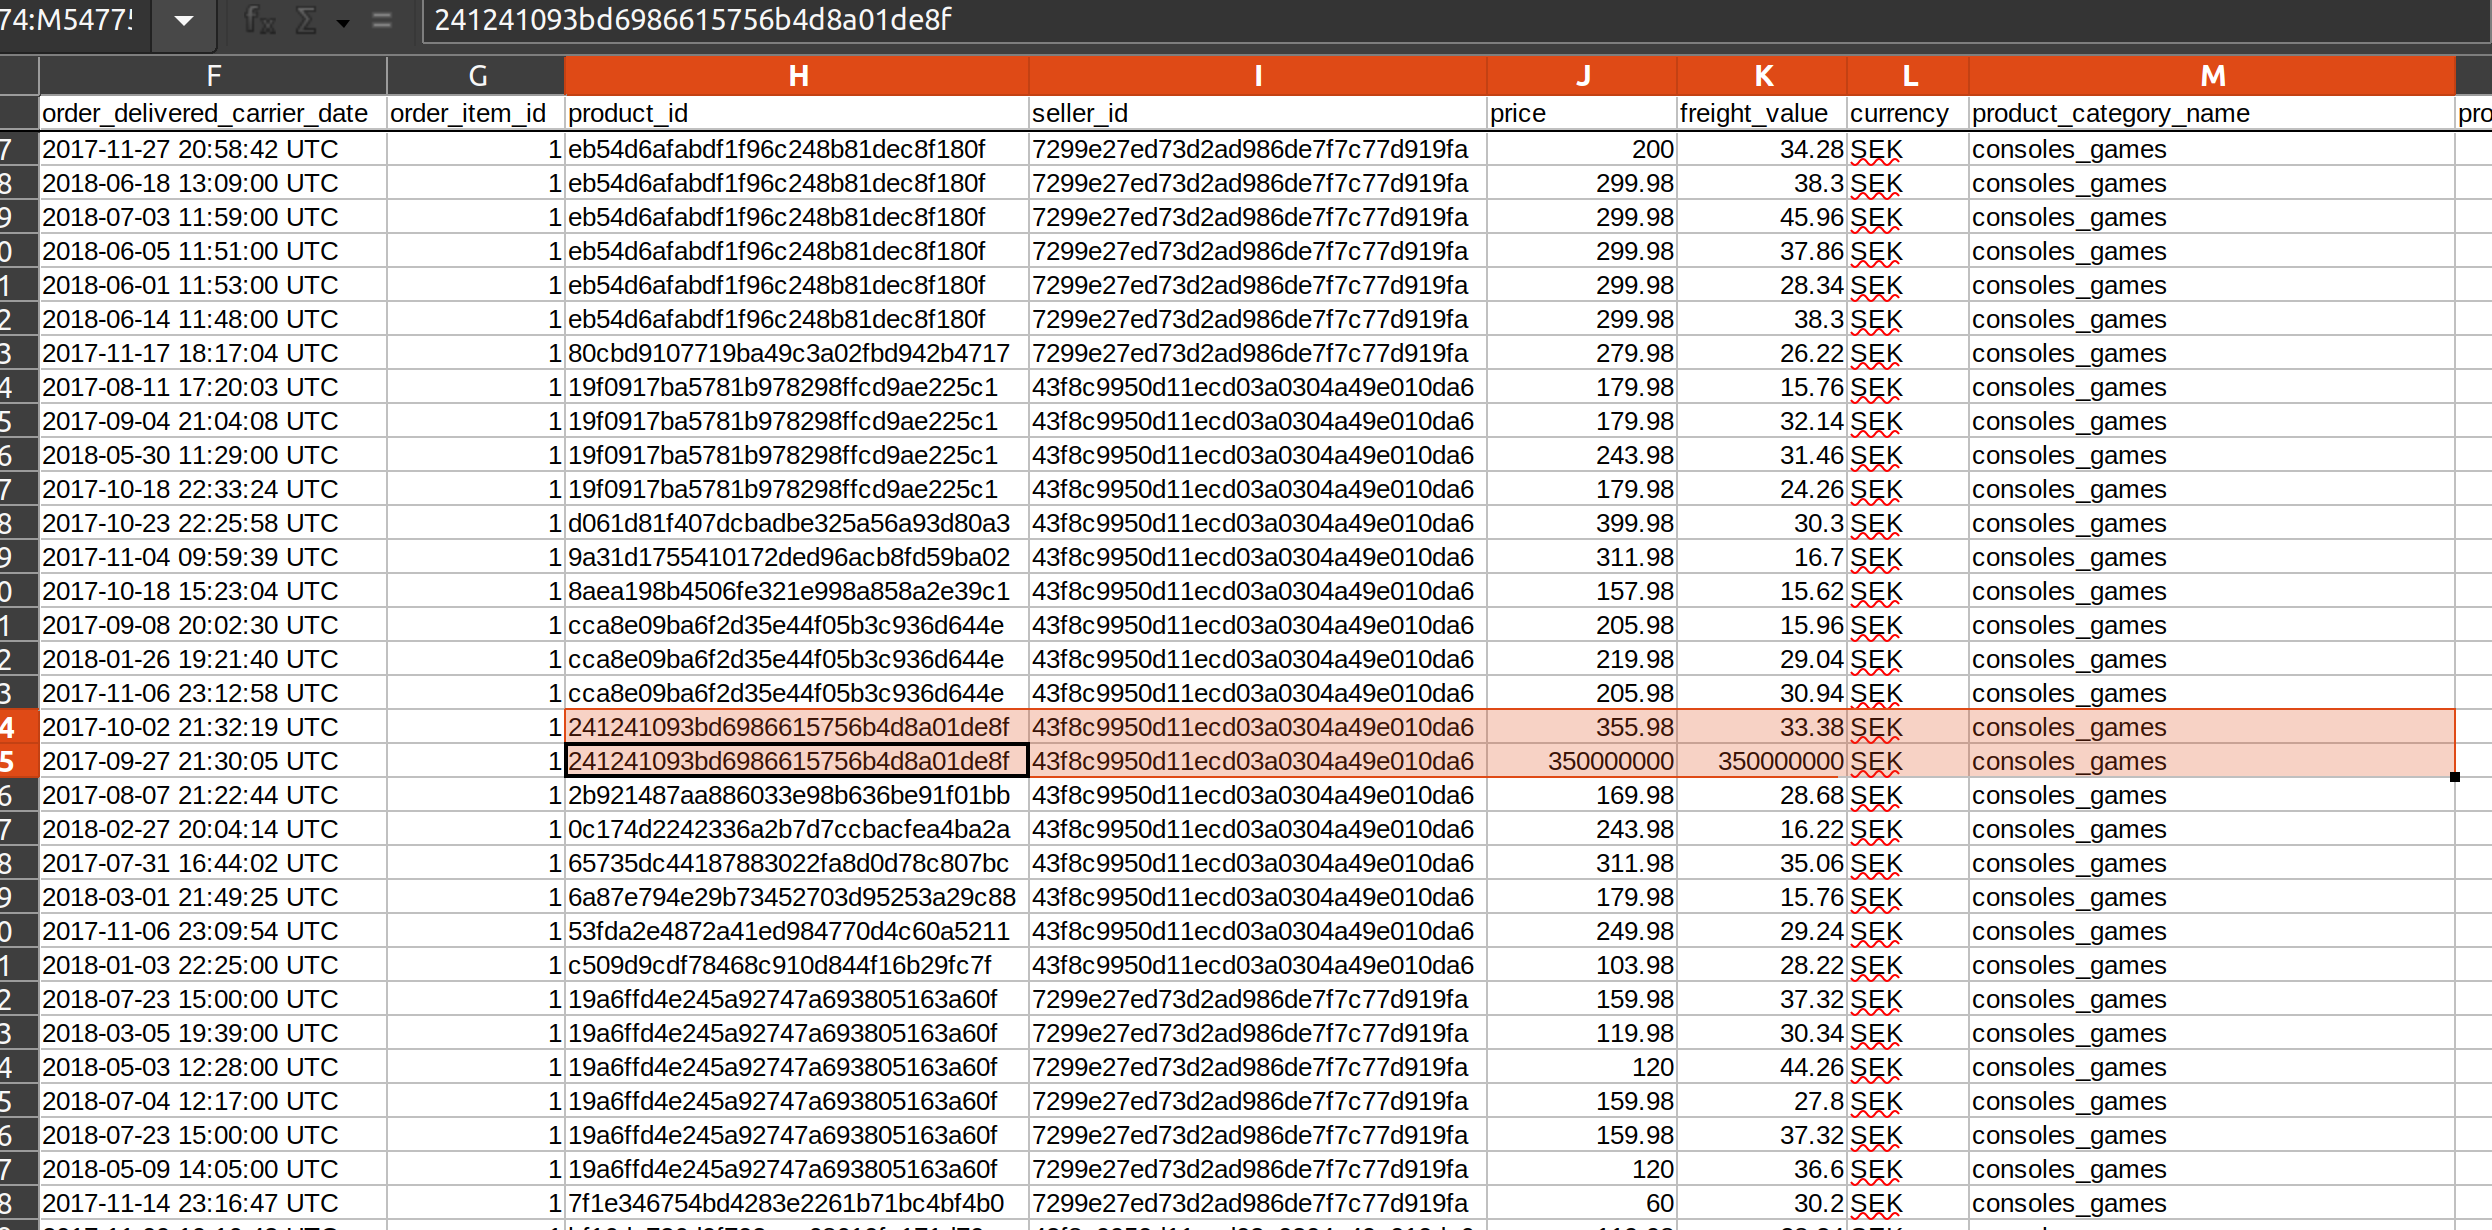 74:M5477 241241093bd6986615756b4d8a01de8f
F G H I J K L M
order_delivered_carrier_date order_item_id product_id seller_id price freight_value currency product_category_name pro
7 2017-11-27 20:58:42 UTC 1 eb54d6afabdf1f96c248b81dec8f180f 7299e27ed73d2ad986de7f7c77d919fa 200 34.28 SEK consoles_games
8 2018-06-18 13:09:00 UTC 1 eb54d6afabdf1f96c248b81dec8f180f 7299e27ed73d2ad986de7f7c77d919fa 299.98 38.3 SEK consoles_games
9 2018-07-03 11:59:00 UTC 1 eb54d6afabdf1f96c248b81dec8f180f 7299e27ed73d2ad986de7f7c77d919fa 299.98 45.96 SEK consoles_games
0 2018-06-05 11:51:00 UTC 1 eb54d6afabdf1f96c248b81dec8f180f 7299e27ed73d2ad986de7f7c77d919fa 299.98 37.86 SEK consoles_games
1 2018-06-01 11:53:00 UTC 1 eb54d6afabdf1f96c248b81dec8f180f 7299e27ed73d2ad986de7f7c77d919fa 299.98 28.34 SEK consoles_games
2 2018-06-14 11:48:00 UTC 1 eb54d6afabdf1f96c248b81dec8f180f 7299e27ed73d2ad986de7f7c77d919fa 299.98 38.3 SEK consoles_games
3 2017-11-17 18:17:04 UTC 1 80cbd9107719ba49c3a02fbd942b4717 7299e27ed73d2ad986de7f7c77d919fa 279.98 26.22 SEK consoles_games
4 2017-08-11 17:20:03 UTC 1 19f0917ba5781b978298ffcd9ae225c1 43f8c9950d11ecd03a0304a49e010da6 179.98 15.76 SEK consoles_games
5 2017-09-04 21:04:08 UTC 1 19f0917ba5781b978298ffcd9ae225c1 43f8c9950d11ecd03a0304a49e010da6 179.98 32.14 SEK consoles_games
6 2018-05-30 11:29:00 UTC 1 19f0917ba5781b978298ffcd9ae225c1 43f8c9950d11ecd03a0304a49e010da6 243.98 31.46 SEK consoles_games
7 2017-10-18 22:33:24 UTC 1 19f0917ba5781b978298ffcd9ae225c1 43f8c9950d11ecd03a0304a49e010da6 179.98 24.26 SEK consoles_games
8 2017-10-23 22:25:58 UTC 1 d061d81f407dcbadbe325a56a93d80a3 43f8c9950d11ecd03a0304a49e010da6 399.98 30.3 SEK consoles_games
9 2017-11-04 09:59:39 UTC 1 9a31d1755410172ded96acb8fd59ba02 43f8c9950d11ecd03a0304a49e010da6 311.98 16.7 SEK consoles_games
0 2017-10-18 15:23:04 UTC 1 8aea198b4506fe321e998a858a2e39c1 43f8c9950d11ecd03a0304a49e010da6 157.98 15.62 SEK consoles_games
1 2017-09-08 20:02:30 UTC 1 cca8e09ba6f2d35e44f05b3c936d644e 43f8c9950d11ecd03a0304a49e010da6 205.98 15.96 SEK consoles_games
2 2018-01-26 19:21:40 UTC 1 cca8e09ba6f2d35e44f05b3c936d644e 43f8c9950d11ecd03a0304a49e010da6 219.98 29.04 SEK consoles_games
3 2017-11-06 23:12:58 UTC 1 cca8e09ba6f2d35e44f05b3c936d644e 43f8c9950d11ecd03a0304a49e010da6 205.98 30.94 SEK consoles_games
4 2017-10-02 21:32:19 UTC 1 241241093bd6986615756b4d8a01de8f 43f8c9950d11ecd03a0304a49e010da6 355.98 33.38 SEK consoles_games
5 2017-09-27 21:30:05 UTC 1 241241093bd6986615756b4d8a01de8f 43f8c9950d11ecd03a0304a49e010da6 350000000 350000000 SEK consoles_games
6 2017-08-07 21:22:44 UTC 1 2b921487aa886033e98b636be91f01bb 43f8c9950d11ecd03a0304a49e010da6 169.98 28.68 SEK consoles_games
7 2018-02-27 20:04:14 UTC 1 0c174d2242336a2b7d7ccbacfea4ba2a 43f8c9950d11ecd03a0304a49e010da6 243.98 16.22 SEK consoles_games
8 2017-07-31 16:44:02 UTC 1 65735dc44187883022fa8d0d78c807bc 43f8c9950d11ecd03a0304a49e010da6 311.98 35.06 SEK consoles_games
9 2018-03-01 21:49:25 UTC 1 6a87e794e29b73452703d95253a29c88 43f8c9950d11ecd03a0304a49e010da6 179.98 15.76 SEK consoles_games
0 2017-11-06 23:09:54 UTC 1 53fda2e4872a41ed984770d4c60a5211 43f8c9950d11ecd03a0304a49e010da6 249.98 29.24 SEK consoles_games
1 2018-01-03 22:25:00 UTC 1 c509d9cdf78468c910d844f16b29fc7f 43f8c9950d11ecd03a0304a49e010da6 103.98 28.22 SEK consoles_games
2 2018-07-23 15:00:00 UTC 1 19a6ffd4e245a92747a693805163a60f 7299e27ed73d2ad986de7f7c77d919fa 159.98 37.32 SEK consoles_games
3 2018-03-05 19:39:00 UTC 1 19a6ffd4e245a92747a693805163a60f 7299e27ed73d2ad986de7f7c77d919fa 119.98 30.34 SEK consoles_games
4 2018-05-03 12:28:00 UTC 1 19a6ffd4e245a92747a693805163a60f 7299e27ed73d2ad986de7f7c77d919fa 120 44.26 SEK consoles_games
5 2018-07-04 12:17:00 UTC 1 19a6ffd4e245a92747a693805163a60f 7299e27ed73d2ad986de7f7c77d919fa 159.98 27.8 SEK consoles_games
6 2018-07-23 15:00:00 UTC 1 19a6ffd4e245a92747a693805163a60f 7299e27ed73d2ad986de7f7c77d919fa 159.98 37.32 SEK consoles_games
7 2018-05-09 14:05:00 UTC 1 19a6ffd4e245a92747a693805163a60f 7299e27ed73d2ad986de7f7c77d919fa 120 36.6 SEK consoles_games
8 2017-11-14 23:16:47 UTC 1 7f1e346754bd4283e2261b71bc4bf4b0 7299e27ed73d2ad986de7f7c77d919fa 60 30.2 SEK consoles_games